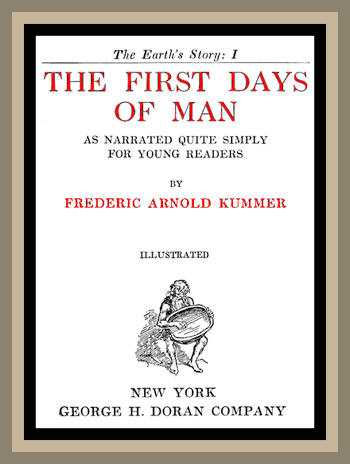 The Earth's Story: I
THE FIRST DAYS
OF MAN
AS NARRATED QUITE SIMPLY
FOR YOUNG READERS
BY
FREDERIC ARNOLD KUMMER
ILLUSTRATED
NEW YORK
GEORGE H. DORAN COMPANY